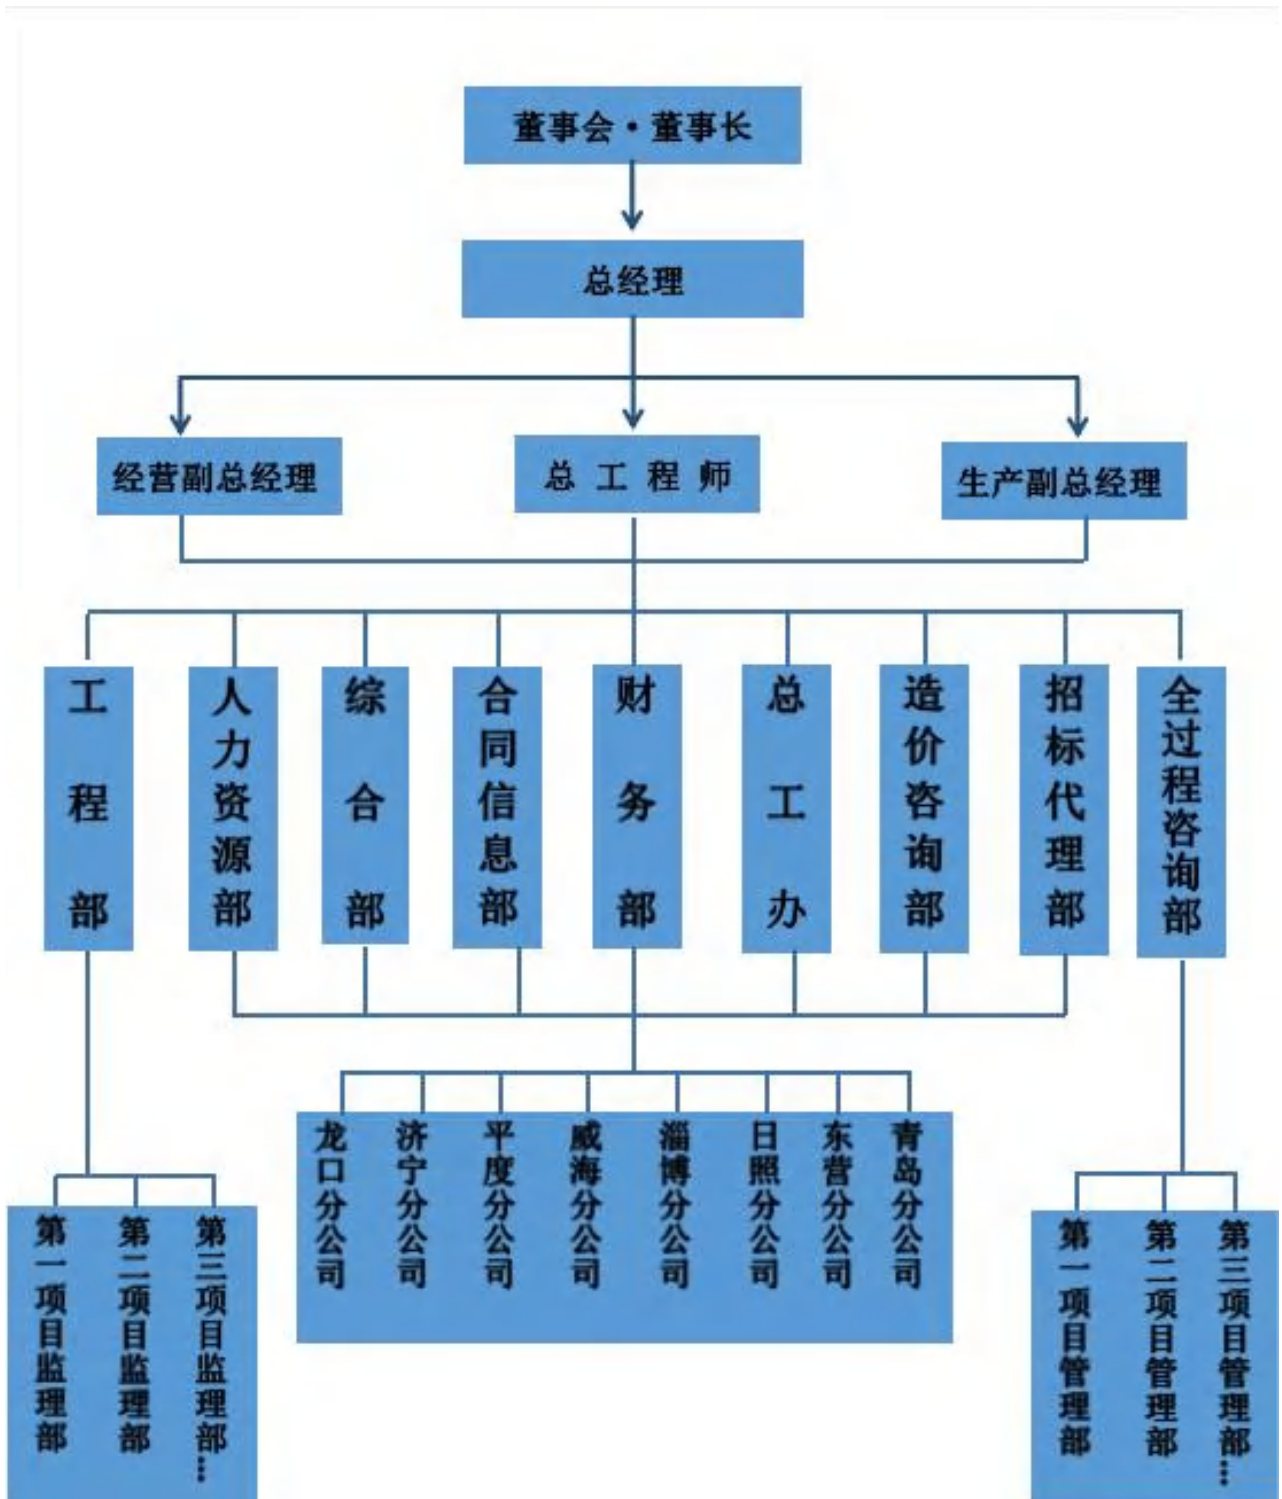 董事会·董事长
总经理
经营副总经理
总工程师
生产副总经理
工程部
人力资源部
综合部
合同信息部
财务部
总工办
造价咨询部
招标代理部
全过程咨询部
龙口分公司
济宁分公司
平度分公司
威海分公司
淄博分公司
日照分公司
东营分公司
青岛分公司
第一项目监理部
第二项目监理部
第三项目监理部…
第一项目管理部
第二项目管理部
第三项目管理部…